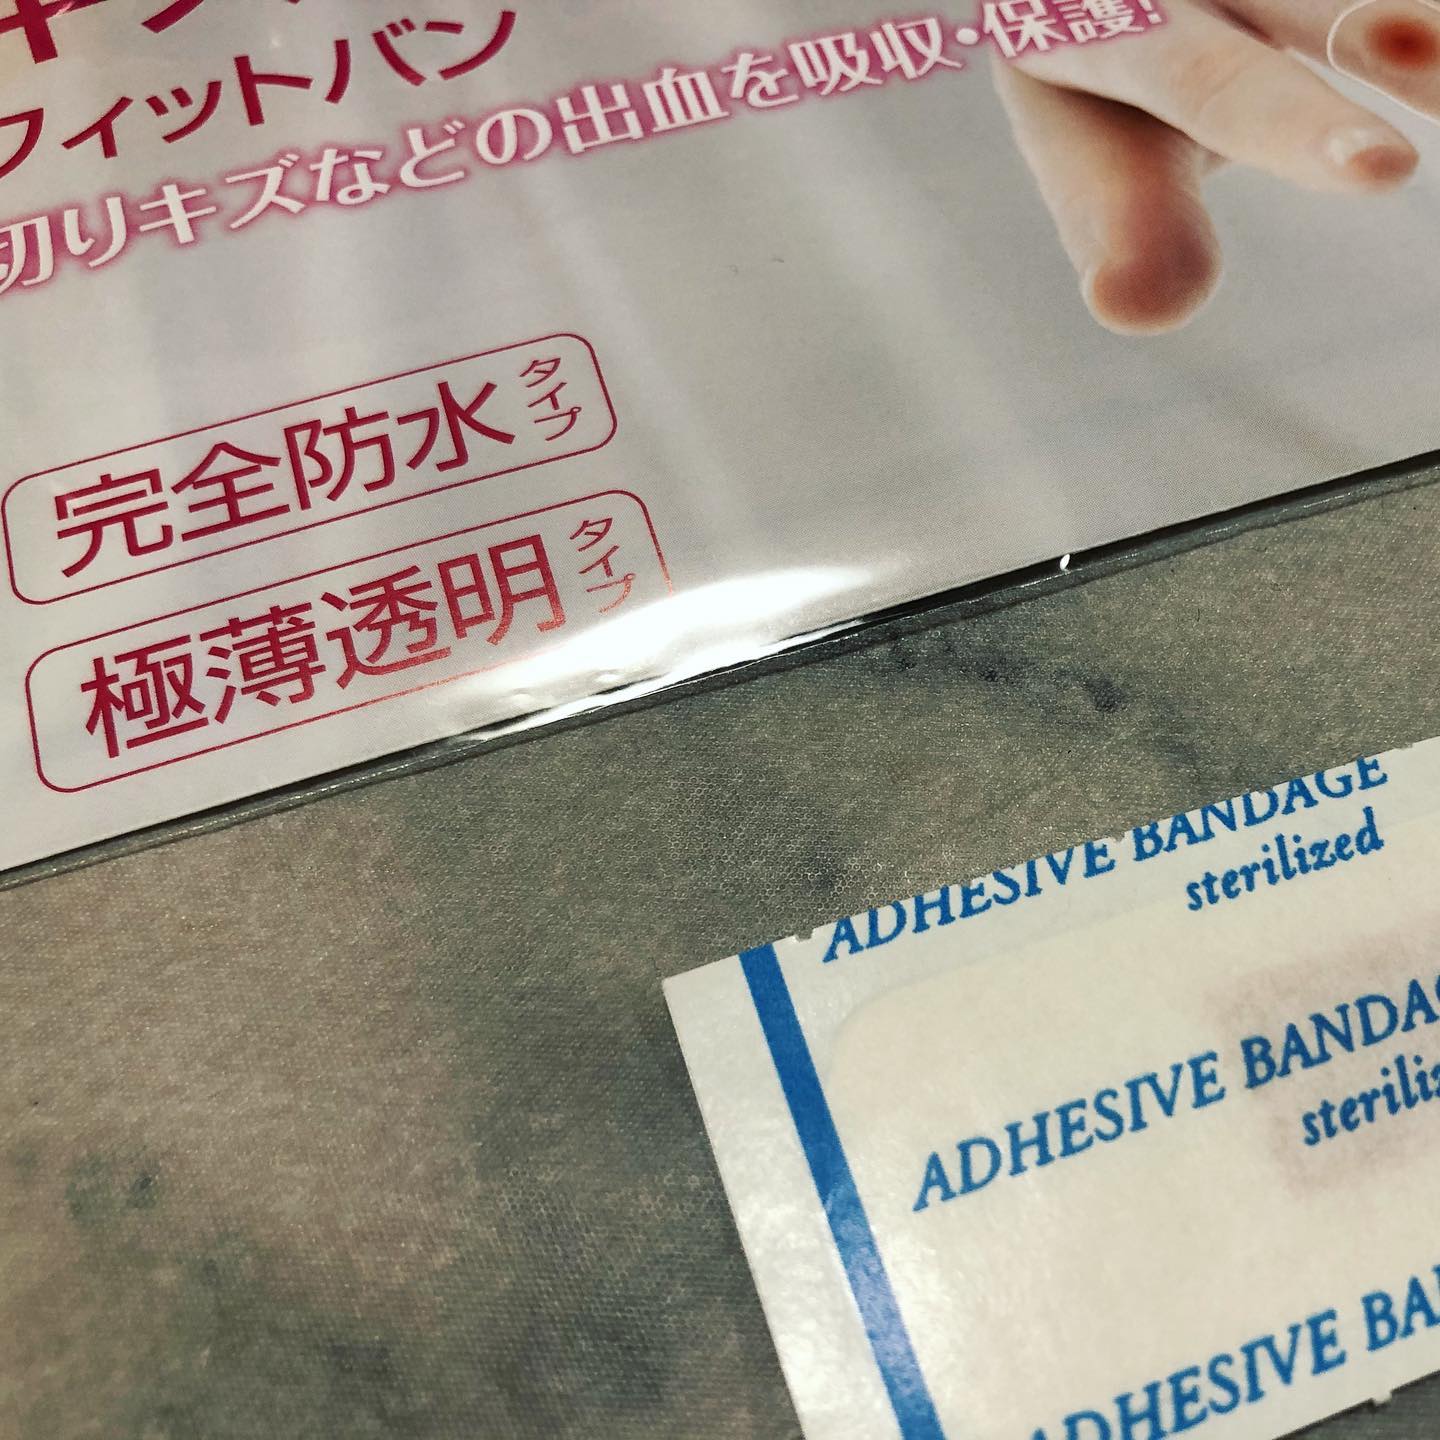 フィットバン
切りキズなどの出血を吸収・保護!
完全防水タイプ
極薄透明タイプ
ADHESIVE BANDAGE
sterilized
ADHESIVE
ADHESIVE